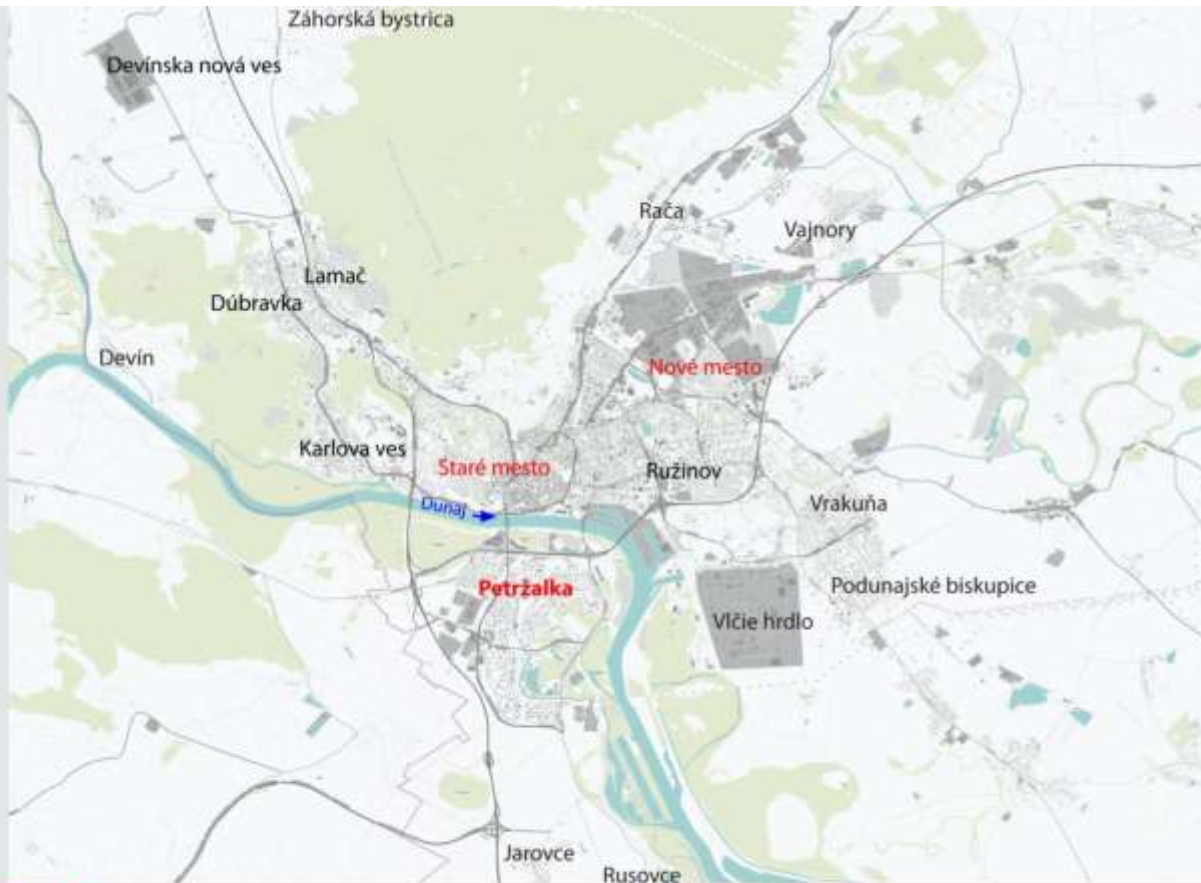 Záhorská bystrica
Devínska nová ves
Rača
Vajnory
Lamač
Dúbravka
Devín
Nové mesto
Karlova ves
Staré mesto
Ružinov
Dunaj
Vrakuňa
Petržalka
Podunajské biskupice
Vlčie hrdlo
Jarovce
Rusovce